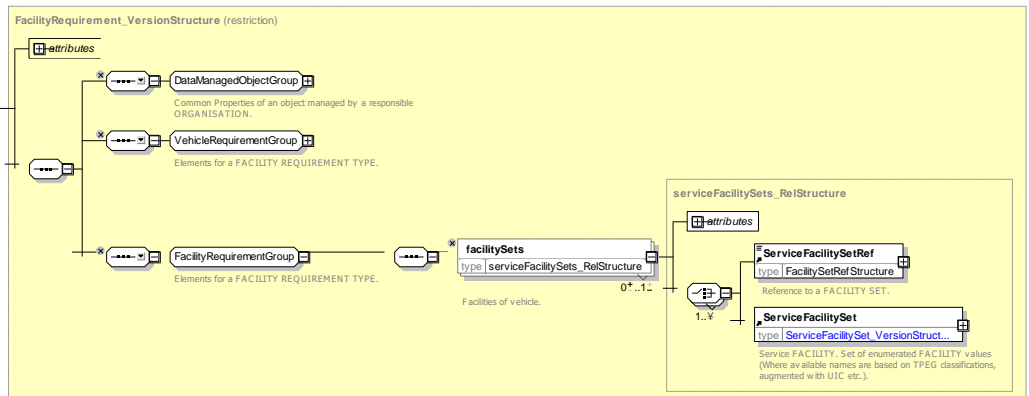 FacilityRequirement_VersionStructure (restriction)
attributes
DataManagedObjectGroup
Common Properties of an object managed by a responsible
ORGANISATION.
VehicleRequirementGroup
Elements for a FACILITY REQUIREMENT TYPE.
serviceFacilitySets_RelStructure
attributes
facilitySets
type serviceFacilitySets_RelStructure
0..1
Facilities of vehicle.
FacilityRequirementGroup
Elements for a FACILITY REQUIREMENT TYPE.
ServiceFacilitySetRef
type FacilitySetRefStructure
Reference to a FACILITY SET.
1..¥
ServiceFacilitySet
type ServiceFacilitySet_VersionStruct...
Service FACILITY. Set of enumerated FACILITY values
(Where available names are based on TPEG classifications,
augmented with UIC etc.).